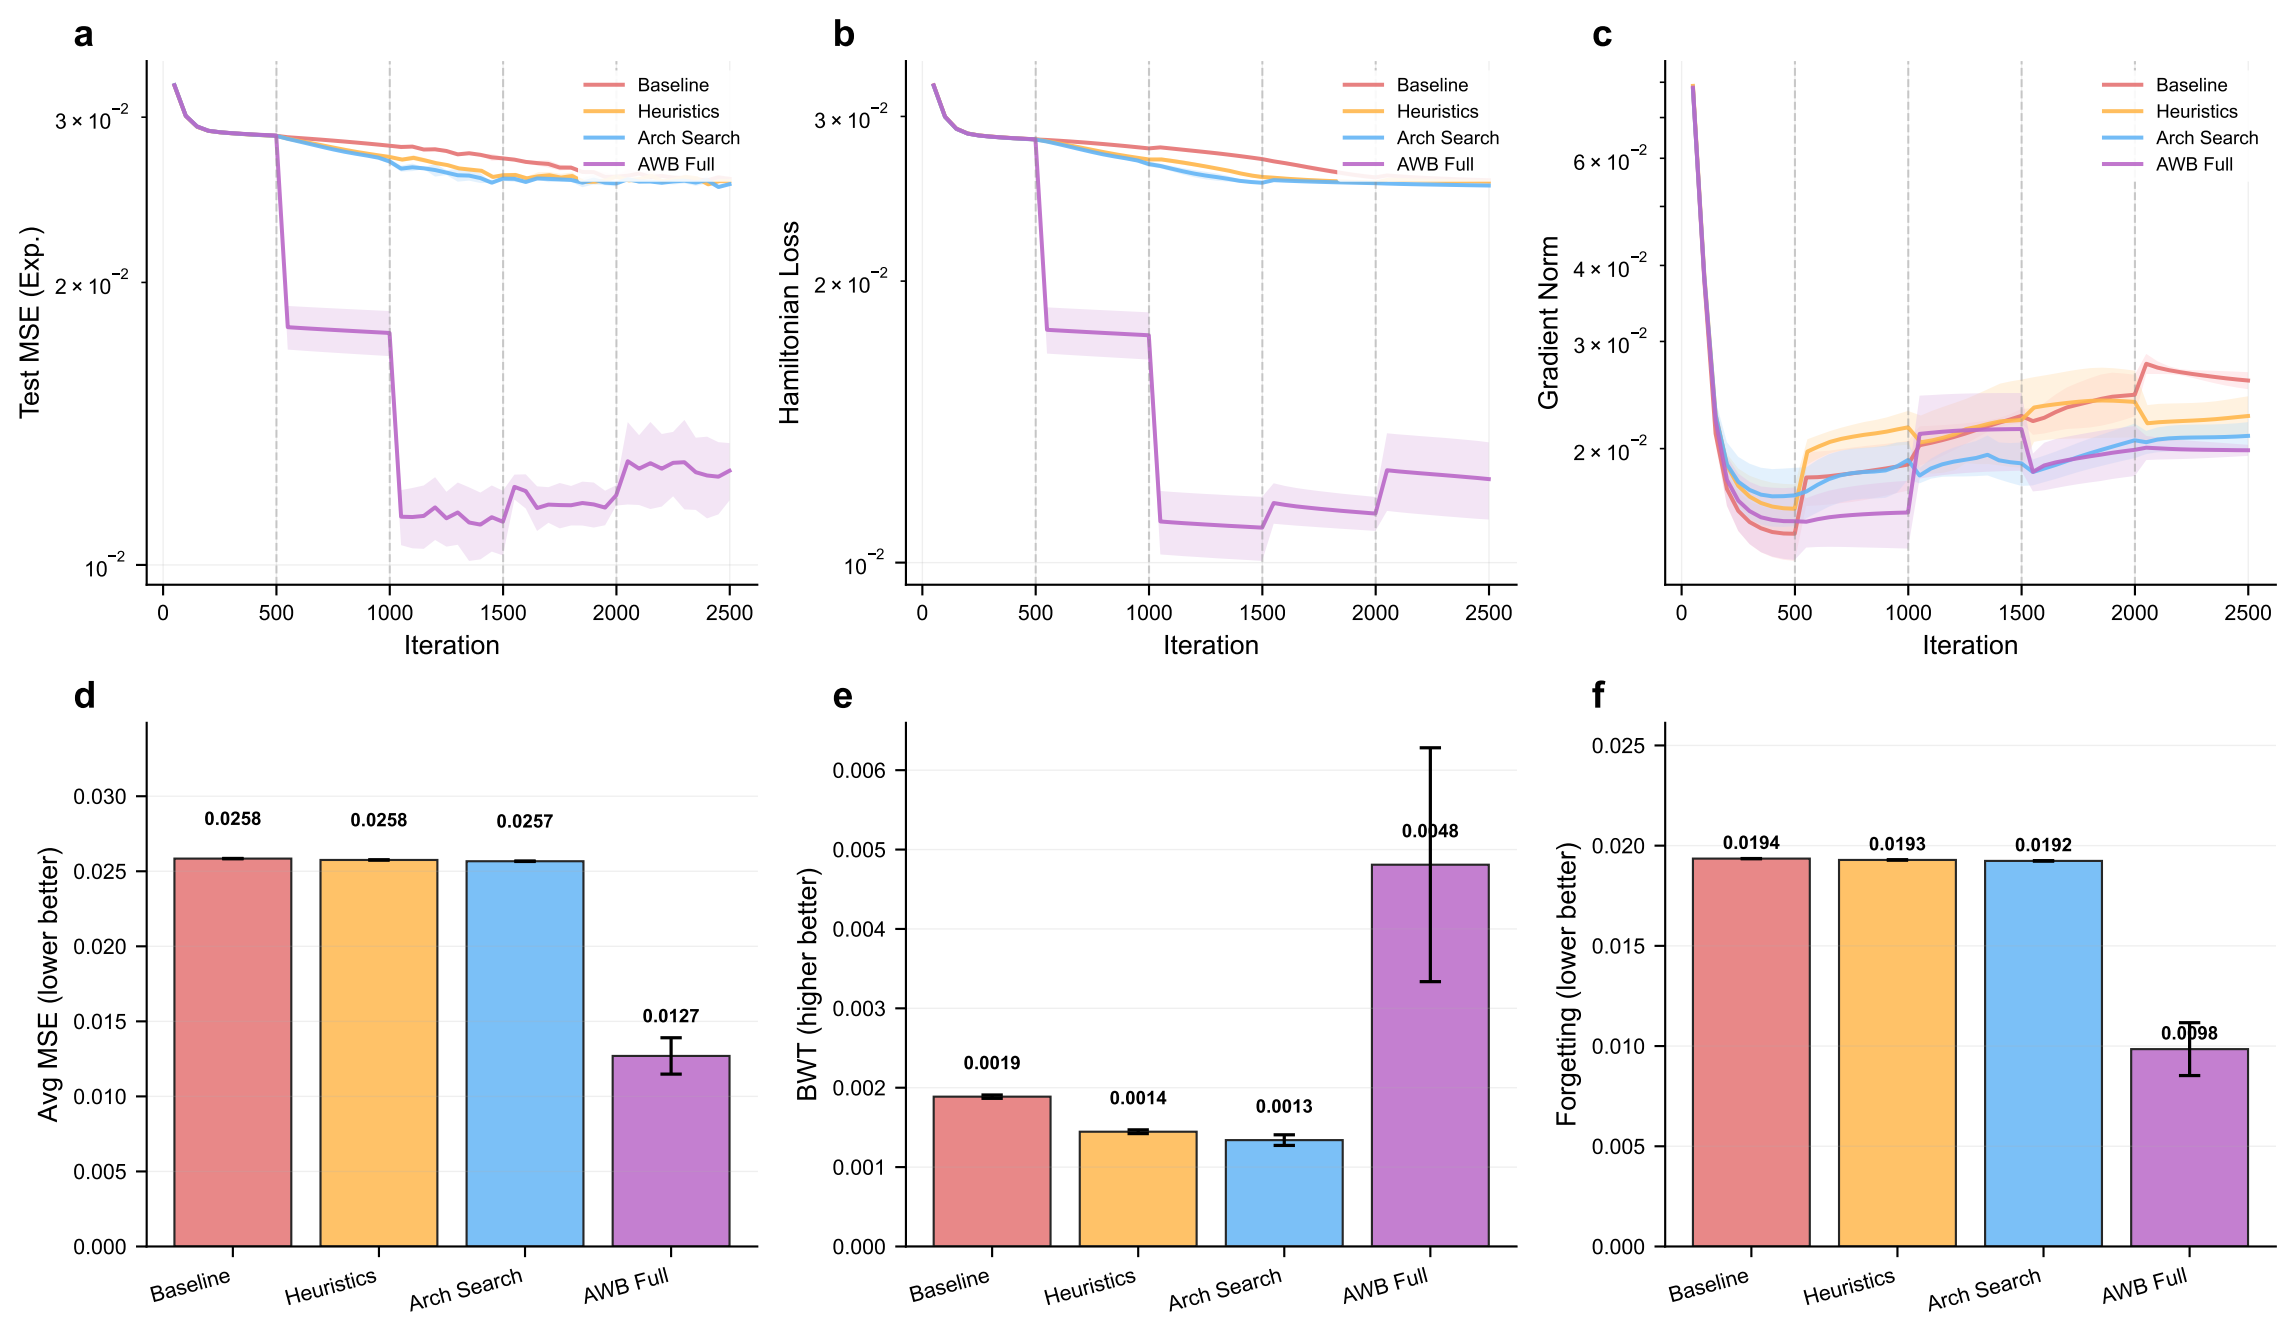 a
Test MSE (Exp.)
3 × 10⁻²
2 × 10⁻²
10⁻²
0 500 1000 1500 2000 2500
Iteration
Baseline
Heuristics
Arch Search
AWB Full
b
Hamiltonian Loss
3 × 10⁻²
2 × 10⁻²
10⁻²
0 500 1000 1500 2000 2500
Iteration
Baseline
Heuristics
Arch Search
AWB Full
c
Gradient Norm
6 × 10⁻²
4 × 10⁻²
3 × 10⁻²
2 × 10⁻²
0 500 1000 1500 2000 2500
Iteration
Baseline
Heuristics
Arch Search
AWB Full
d
Avg MSE (lower better)
0.030
0.025
0.020
0.015
0.010
0.005
0.000
0.0258 0.0258 0.0257 0.0127
Baseline Heuristics Arch Search AWB Full
e
BWT (higher better)
0.006
0.005
0.004
0.003
0.002
0.001
0.000
0.0019 0.0014 0.0013 0.0048
Baseline Heuristics Arch Search AWB Full
f
Forgetting (lower better)
0.025
0.020
0.015
0.010
0.005
0.000
0.0194 0.0193 0.0192 0.0098
Baseline Heuristics Arch Search AWB Full